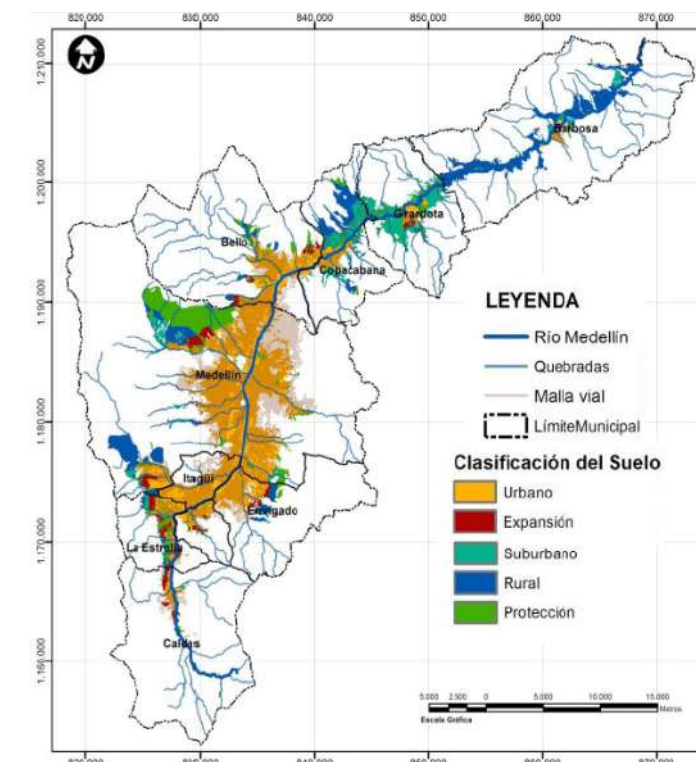 820.000 830.000 840.000 850.000 860.000 870.000
N
1.210.000
1.200.000
1.190.000
1.180.000
1.170.000
1.160.000
Barbosa
Girardota
Bello
Copacabana
Medellín
Itagüí
Envigado
La Estrella
Caldas
LEYENDA
Río Medellín
Quebradas
Malla vial
LímiteMunicipal
Clasificación del Suelo
Urbano
Expansión
Suburbano
Rural
Protección
5.000 2.500 0 5.000 10.000 15.000
Metros
Escala Gráfica